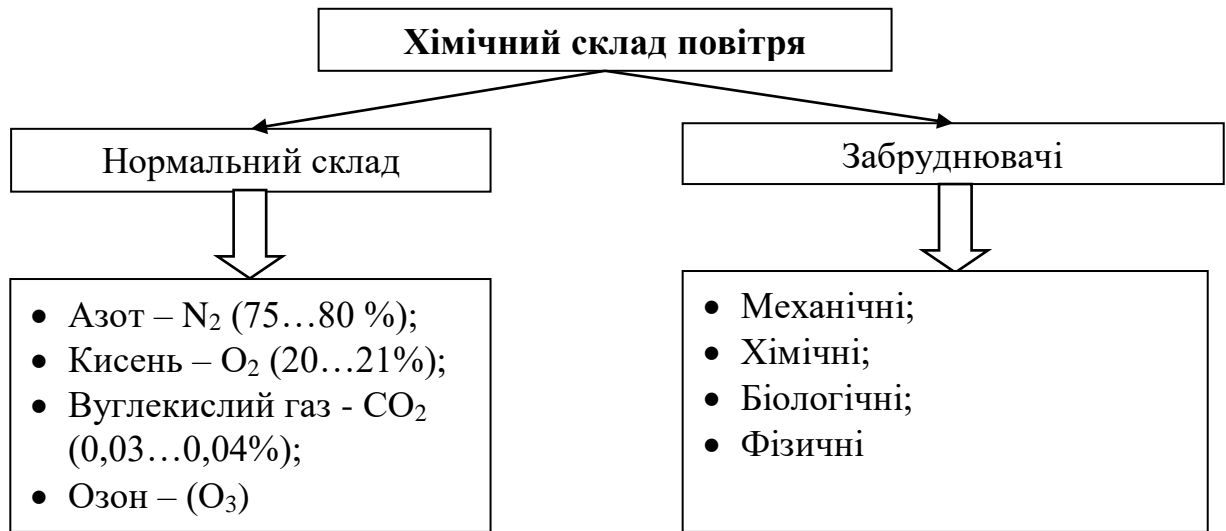 Хімічний склад повітря
Нормальний склад
Забруднювачі
• Азот – N₂ (75…80 %);
• Кисень – O₂ (20…21%);
• Вуглекислий газ - CO₂
(0,03…0,04%);
• Озон – (O₃)
• Механічні;
• Хімічні;
• Біологічні;
• Фізичні